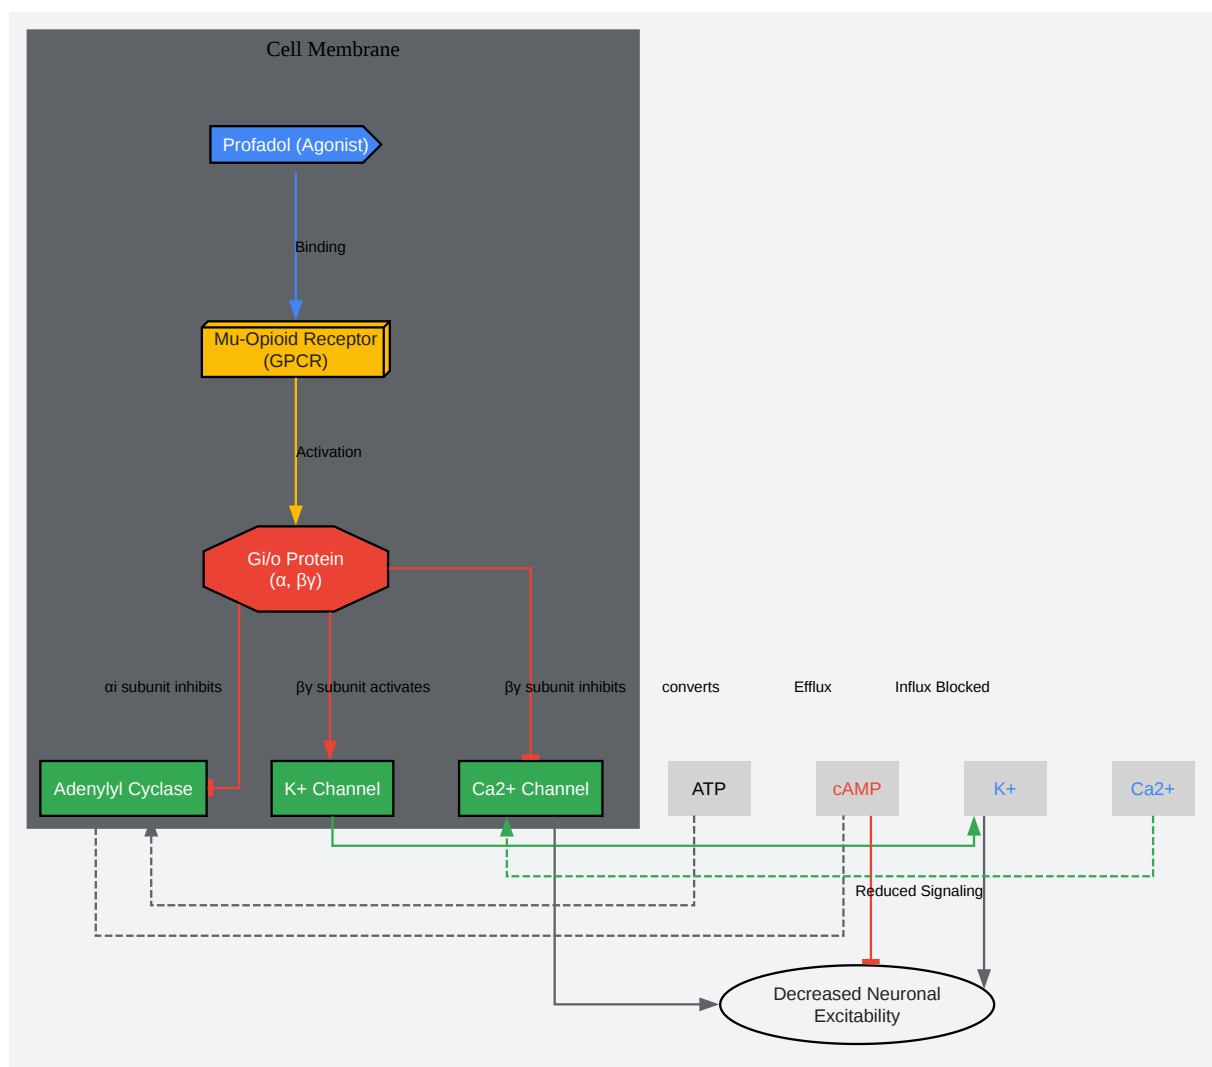 Cell Membrane
Profadol (Agonist)
Binding
Mu-Opioid Receptor
(GPCR)
Activation
Gi/o Protein
(α, βγ)
αi subunit inhibits
βγ subunit activates
βγ subunit inhibits
converts
Efflux
Influx Blocked
Adenylyl Cyclase
K+ Channel
Ca2+ Channel
ATP
cAMP
K+
Ca2+
Reduced Signaling
Decreased Neuronal
Excitability